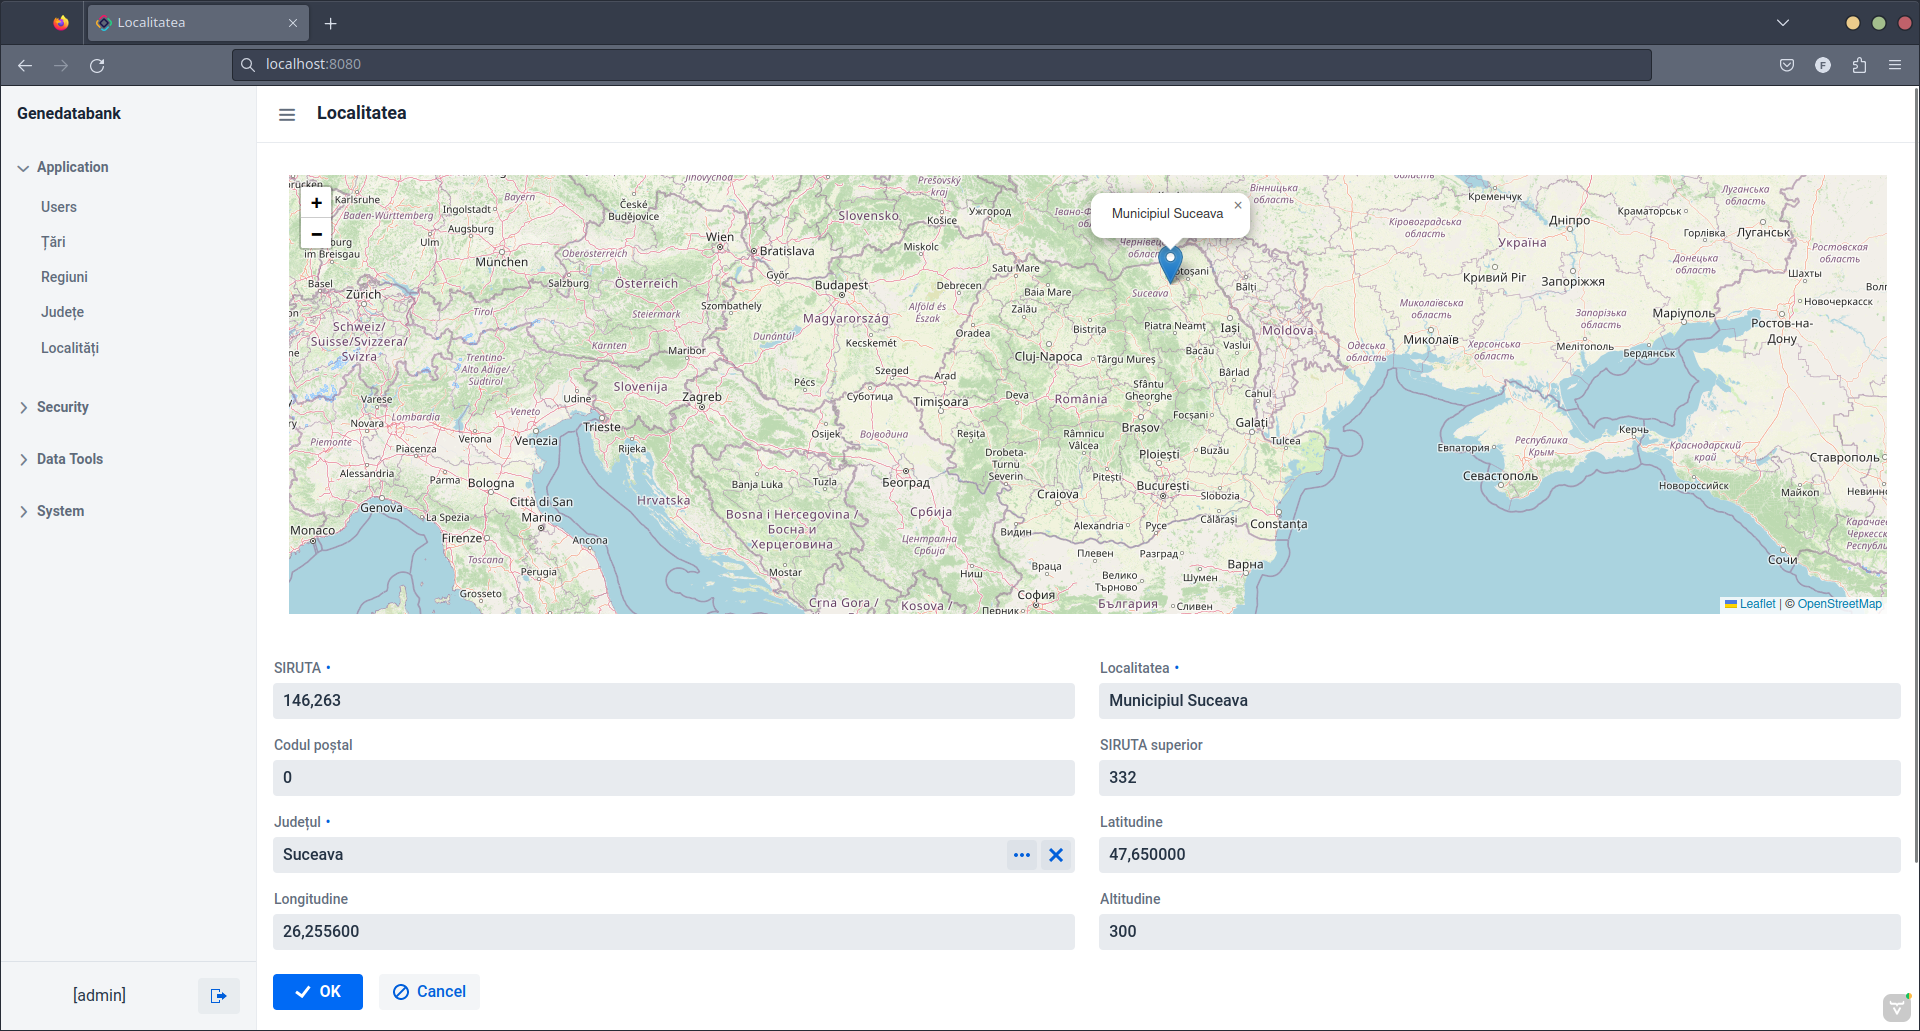 Localitatea
localhost:8080
Genedatabank
Localitatea
Application
Users
Țări
Regiuni
Județe
Localități
Security
Data Tools
System
[admin]
+
−
Municipiul Suceava ×
Prešovský kraj
Вінницька область
Луганська область
Karlsruhe
Baden-Württemberg
Ingolstadt
Bayern
České Budějovice
Slovensko
Košice
Ужгород
Кременчук
Дніпро
Краматорськ
Кіровоградська область
Україна
Горлівка
Луганськ
Ростовская область
im Breisgau
Ulm
Augsburg
München
Wien
Bratislava
Oberösterreich
Miskolc
Донецька область
Шахты
Basel
Zürich
Salzburg
Österreich
Győr
Budapest
Debrecen
Satu Mare
Baia Mare
Suceava
Bălți
Кривий Ріг
Запоріжжя
Новочеркасск
Tirol
Steiermark
Szombathely
Magyarország
Alföld és Észak
Zalău
Миколаївська область
Запорізька область
Маріуполь
Ростов-на-Дону
Schweiz/
Suisse/Svizzera/
Svizra
Kärnten
Maribor
Dunántúl
Kecskemét
Oradea
Bistrița
Piatra Neamț
Iași
Vaslui
Moldova
Одеська область
Миколаїв
Херсонська область
Мелітополь
Бердянськ
Trentino-Alto Adige/Südtirol
Slovenija
Pécs
Szeged
Arad
Cluj-Napoca
Târgu Mureș
Bacău
Bârlad
Varese
Udine
Zagreb
Суботица
Timișoara
Deva
România
Sfântu Gheorghe
Cahul
Novara
Lombardia
Veneto
Trieste
Osijek
Војводина
Reșița
Râmnicu Vâlcea
Brașov
Focșani
Galați
Tulcea
Керчь
Piemonte
Piacenza
Verona
Venezia
Rijeka
Drobeta-Turnu Severin
Ploiești
Buzău
Евпатория
Республика Крым
Краснодарский край
Ставрополь
Alessandria
Parma
Bologna
Banja Luka
Tuzla
Београд
Pitești
București
Slobozia
Севастополь
Новороссийск
Майкоп
Genova
La Spezia
Città di San Marino
Hrvatska
Bosna i Hercegovina /
Босна и
Херцеговина
Србија
Craiova
Călărași
Constanța
Monaco
Firenze
Ancona
Централна Србија
Видин
Alexandria
Русе
Toscana
Perugia
Mostar
Ниш
Враца
Плевен
Разград
Варна
Сочи
Grosseto
Crna Gora /
Kosova /
София
Перник
Велико Търново
Шумен
България
Сливен
Leaflet | © OpenStreetMap
SIRUTA •
Localitatea •
146,263
Municipiul Suceava
Codul poștal
SIRUTA superior
0
332
Județul •
Latitudine
Suceava
47,650000
Longitudine
Altitudine
26,255600
300
OK
Cancel